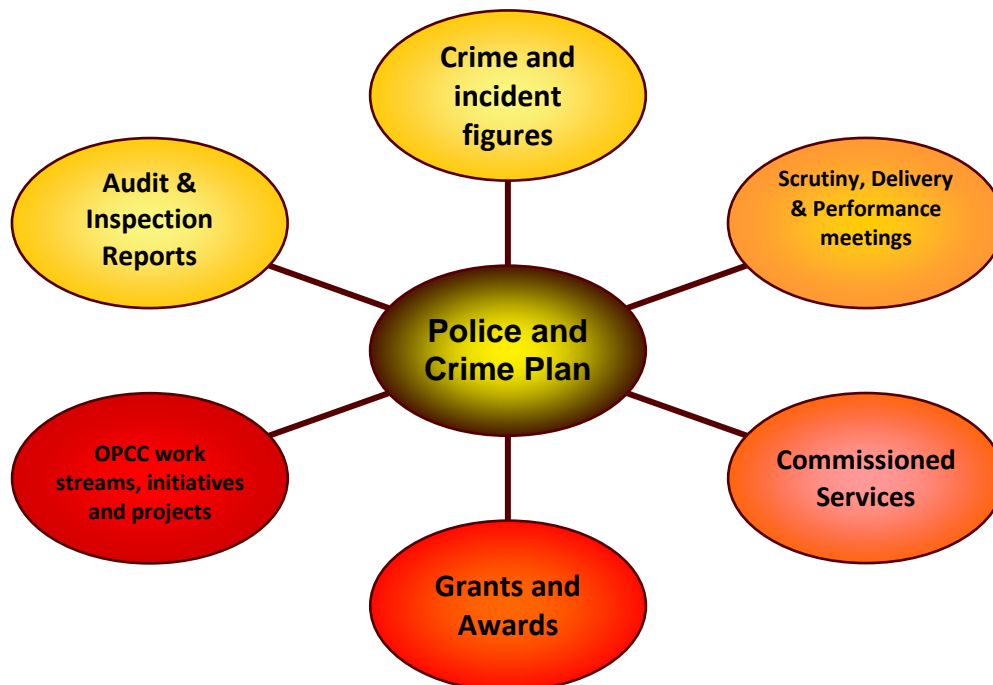 Crime and
incident
figures
Audit &
Inspection
Reports
Scrutiny, Delivery
& Performance
meetings
Police and
Crime Plan
OPCC work
streams, initiatives
and projects
Commissioned
Services
Grants and
Awards